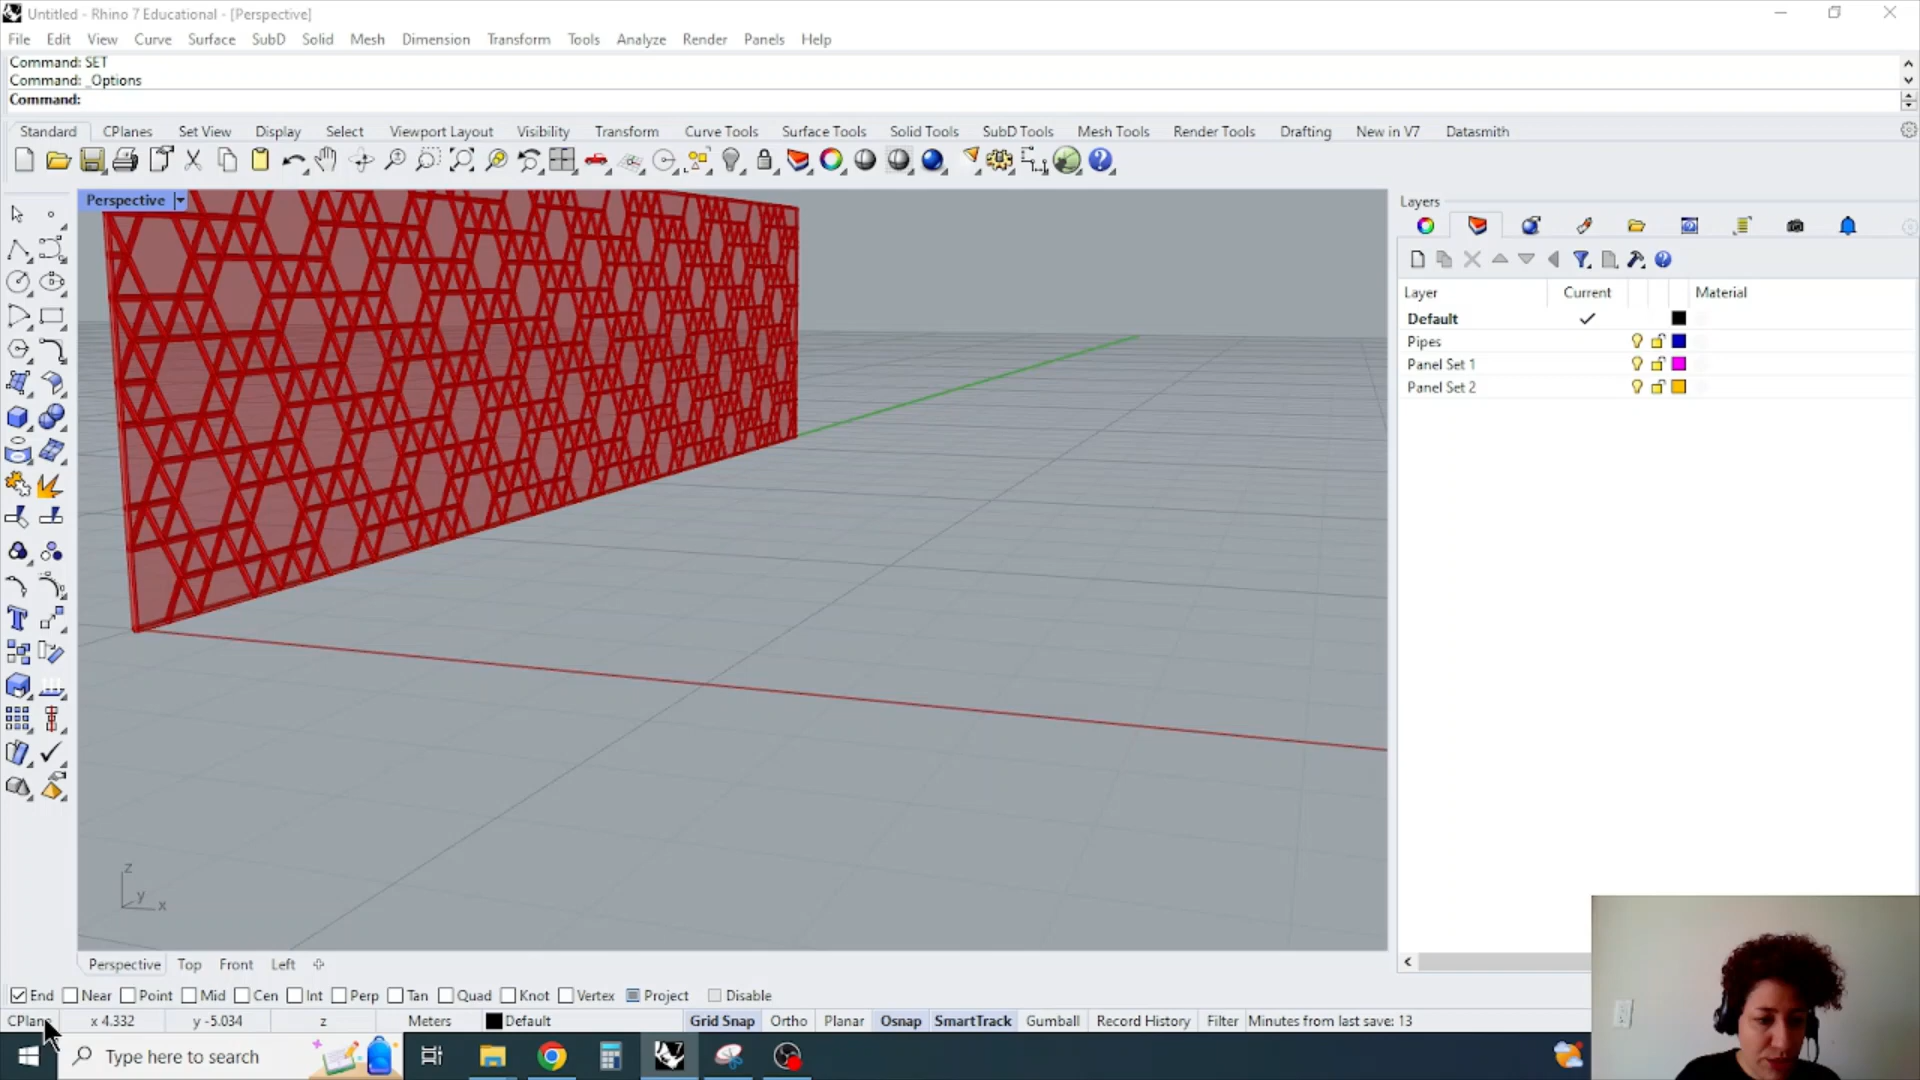 Untitled - Rhino 7 Educational - [Perspective]
File Edit View Curve Surface SubD Solid Mesh Dimension Transform Tools Analyze Render Panels Help
Command: SET
Command: _Options
Command:
Standard CPlanes Set View Display Select Viewport Layout Visibility Transform Curve Tools Surface Tools Solid Tools SubD Tools Mesh Tools Render Tools Drafting New in V7 Datasmith
Perspective
Layers
Layer Current Material
Default
Pipes
Panel Set 1
Panel Set 2
z
y
x
Perspective Top Front Left
End Near Point Mid Cen Int Perp Tan Quad Knot Vertex Project Disable
CPlane x 4.332 y -5.034 z Meters Default Grid Snap Ortho Planar Osnap SmartTrack Gumball Record History Filter Minutes from last save: 13
Type here to search